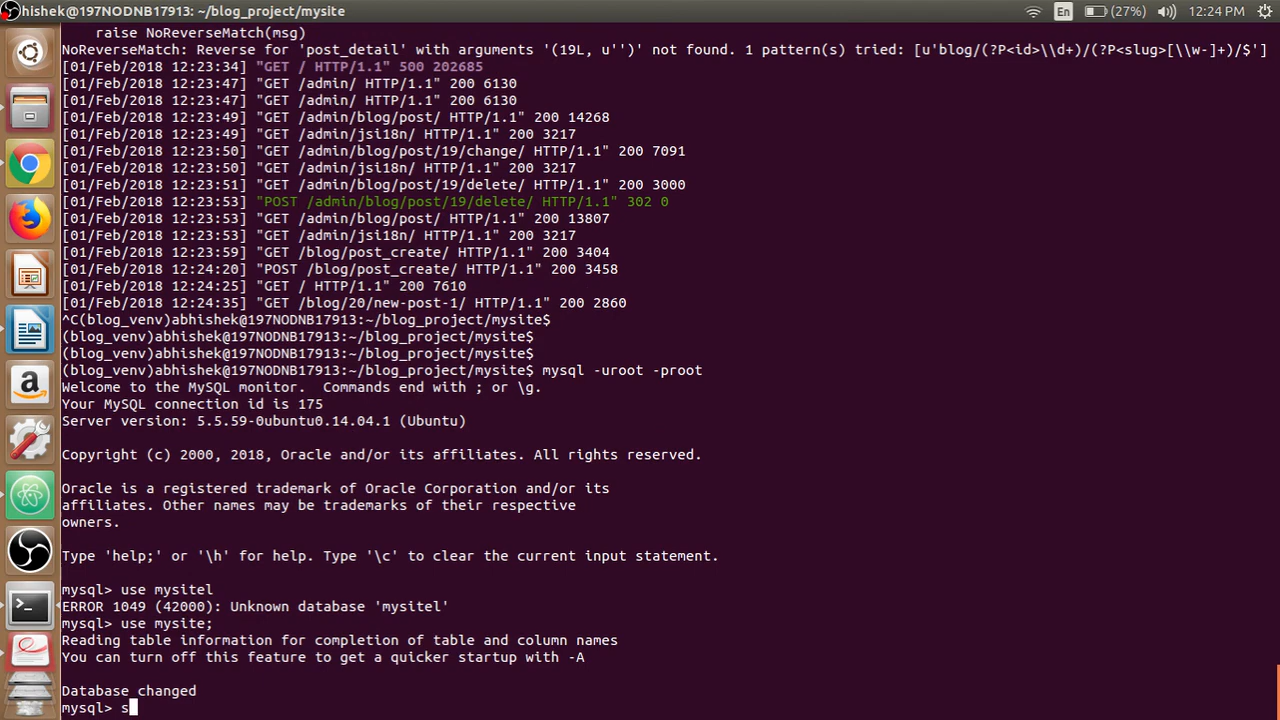 hishek@197NODNB17913: ~/blog_project/mysite
En
(27%)
12:24 PM
raise NoReverseMatch(msg)
NoReverseMatch: Reverse for 'post_detail' with arguments '(19L, u'')' not found. 1 pattern(s) tried: [u'blog/(?P<id>\\d+)/(?P<slug>[\\w-]+)/$']
[01/Feb/2018 12:23:34] "GET / HTTP/1.1" 500 202685
[01/Feb/2018 12:23:47] "GET /admin/ HTTP/1.1" 200 6130
[01/Feb/2018 12:23:47] "GET /admin/ HTTP/1.1" 200 6130
[01/Feb/2018 12:23:49] "GET /admin/blog/post/ HTTP/1.1" 200 14268
[01/Feb/2018 12:23:49] "GET /admin/jsi18n/ HTTP/1.1" 200 3217
[01/Feb/2018 12:23:50] "GET /admin/blog/post/19/change/ HTTP/1.1" 200 7091
[01/Feb/2018 12:23:50] "GET /admin/jsi18n/ HTTP/1.1" 200 3217
[01/Feb/2018 12:23:51] "GET /admin/blog/post/19/delete/ HTTP/1.1" 200 3000
[01/Feb/2018 12:23:53] "POST /admin/blog/post/19/delete/ HTTP/1.1" 302 0
[01/Feb/2018 12:23:53] "GET /admin/blog/post/ HTTP/1.1" 200 13807
[01/Feb/2018 12:23:53] "GET /admin/jsi18n/ HTTP/1.1" 200 3217
[01/Feb/2018 12:23:59] "GET /blog/post_create/ HTTP/1.1" 200 3404
[01/Feb/2018 12:24:20] "POST /blog/post_create/ HTTP/1.1" 200 3458
[01/Feb/2018 12:24:25] "GET / HTTP/1.1" 200 7610
[01/Feb/2018 12:24:35] "GET /blog/20/new-post-1/ HTTP/1.1" 200 2860
^C(blog_venv)abhishek@197NODNB17913:~/blog_project/mysite$
(blog_venv)abhishek@197NODNB17913:~/blog_project/mysite$
(blog_venv)abhishek@197NODNB17913:~/blog_project/mysite$
(blog_venv)abhishek@197NODNB17913:~/blog_project/mysite$ mysql -uroot -proot
Welcome to the MySQL monitor.  Commands end with ; or \g.
Your MySQL connection id is 175
Server version: 5.5.59-0ubuntu0.14.04.1 (Ubuntu)
Copyright (c) 2000, 2018, Oracle and/or its affiliates. All rights reserved.
Oracle is a registered trademark of Oracle Corporation and/or its
affiliates. Other names may be trademarks of their respective
owners.
Type 'help;' or '\h' for help. Type '\c' to clear the current input statement.
mysql> use mysitel
ERROR 1049 (42000): Unknown database 'mysitel'
mysql> use mysite;
Reading table information for completion of table and column names
You can turn off this feature to get a quicker startup with -A
Database changed
mysql> s